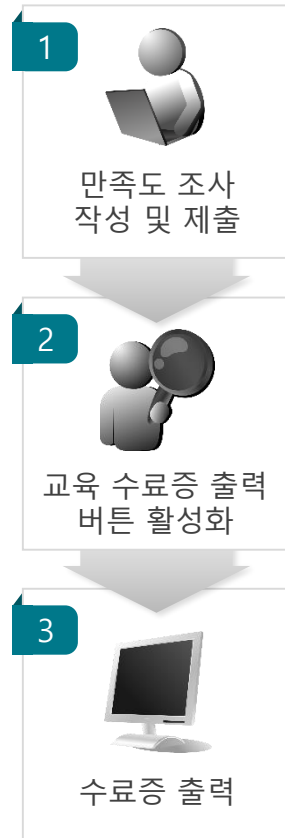 1
만족도 조사
작성 및 제출
2
교육 수료증 출력
버튼 활성화
3
수료증 출력